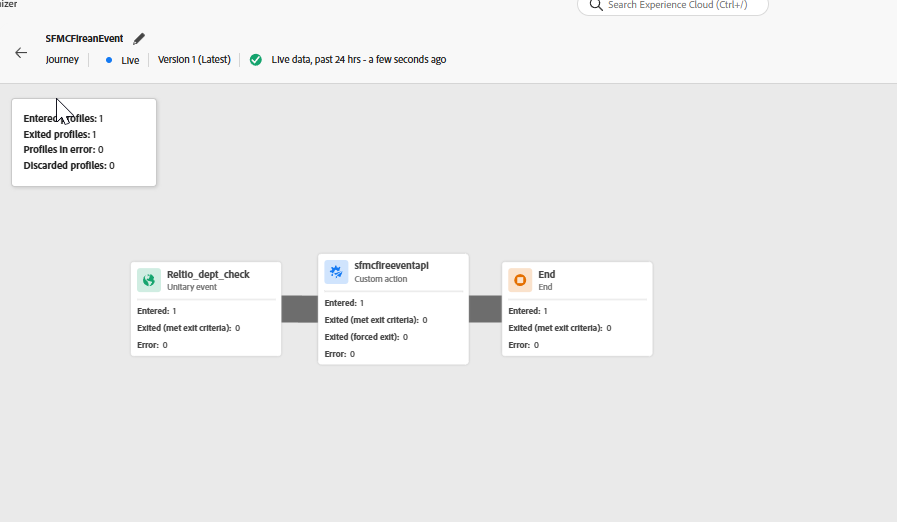 izer
Search Experience Cloud (Ctrl+/)
SFMCFireanEvent
Journey
Live
Version 1 (Latest)
Live data, past 24 hrs - a few seconds ago
Entered profiles: 1
Exited profiles: 1
Profiles in error: 0
Discarded profiles: 0
Reltio_dept_check
Unitary event
Entered: 1
Exited (met exit criteria): 0
Error: 0
sfmcfireeventapi
Custom action
Entered: 1
Exited (met exit criteria): 0
Exited (forced exit): 0
Error: 0
End
End
Entered: 1
Exited (met exit criteria): 0
Error: 0